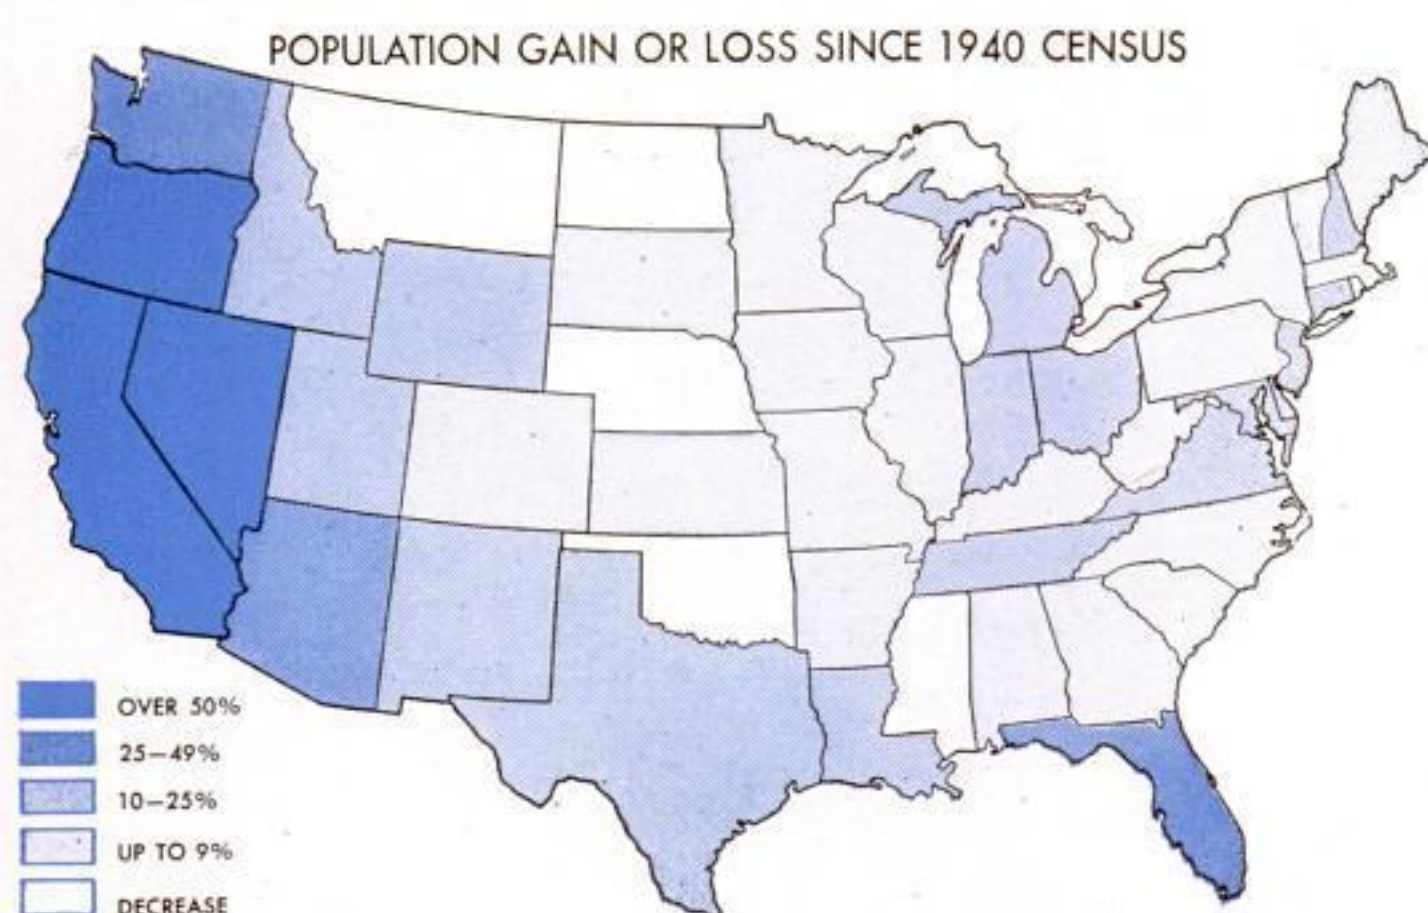 POPULATION GAIN OR LOSS SINCE 1940 CENSUS
OVER 50%
25—49%
10—25%
UP TO 9%
DECREASE